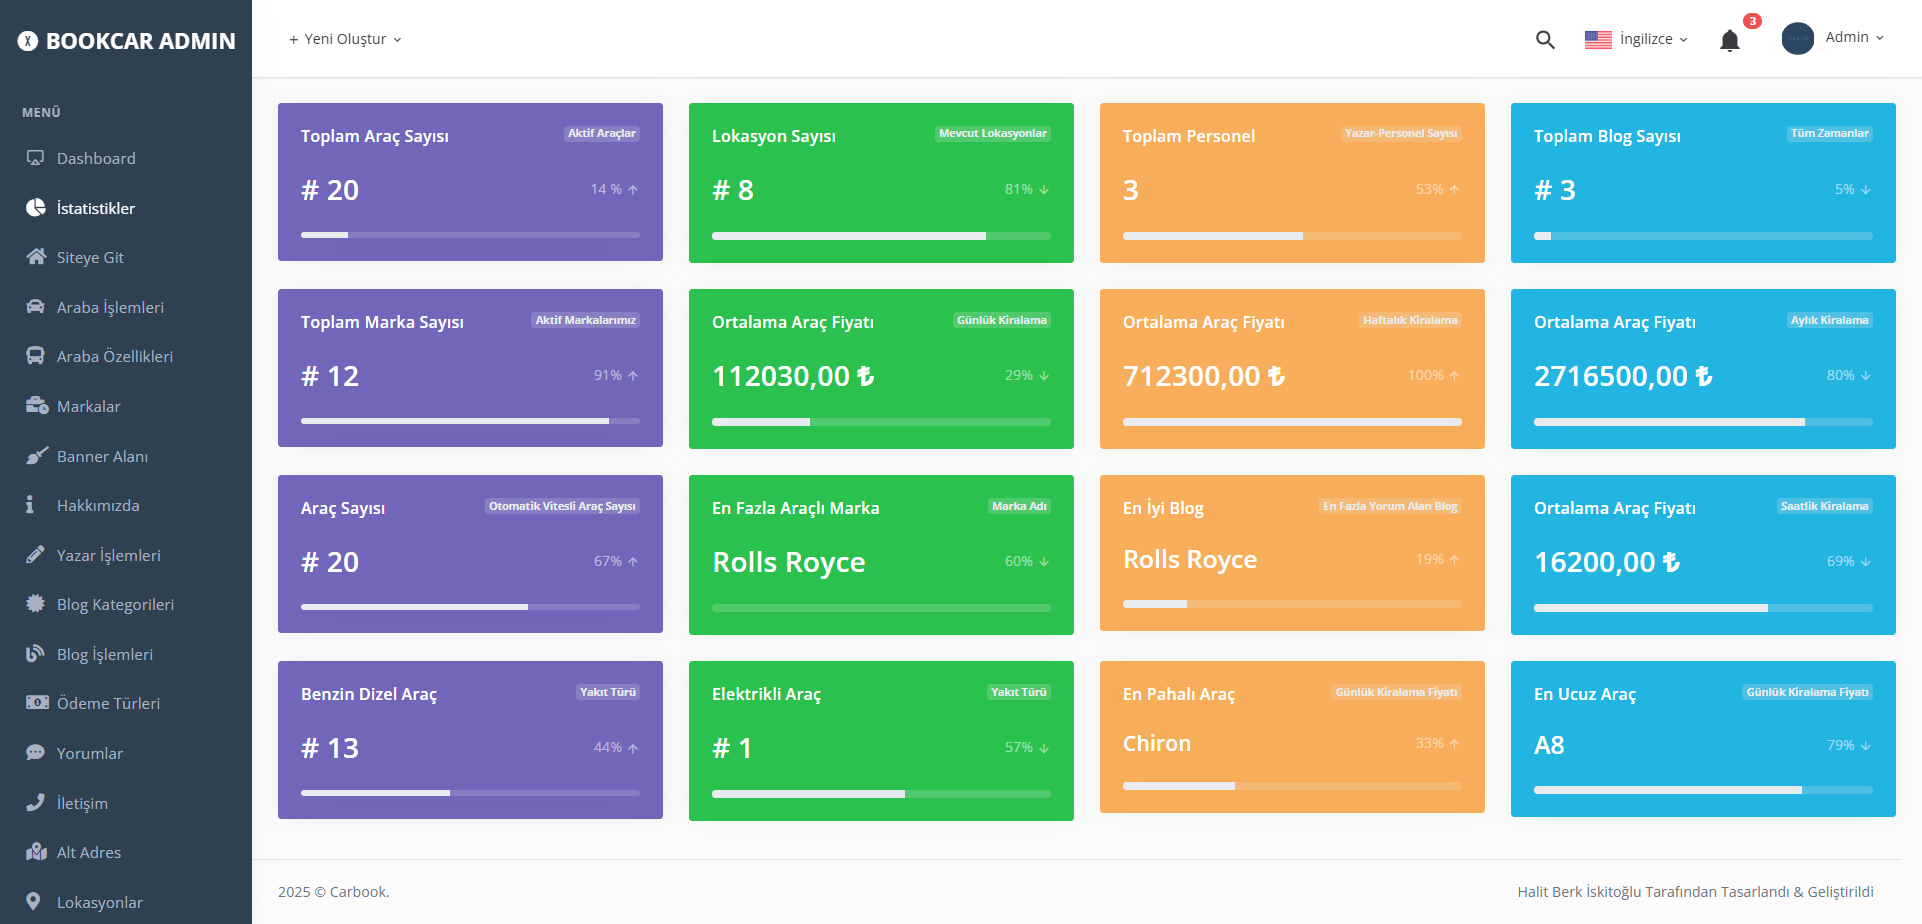 BOOKCAR ADMIN
+ Yeni Oluştur
İngilizce
3
Admin
MENÜ
Dashboard
İstatistikler
Siteye Git
Araba İşlemleri
Araba Özellikleri
Markalar
Banner Alanı
Hakkımızda
Yazar İşlemleri
Blog Kategorileri
Blog İşlemleri
Ödeme Türleri
Yorumlar
İletişim
Alt Adres
Lokasyonlar
Toplam Araç Sayısı
Aktif Araçlar
# 20
14 %
Lokasyon Sayısı
Mevcut Lokasyonlar
# 8
81%
Toplam Personel
Yazar-Personel Sayısı
3
53%
Toplam Blog Sayısı
Tüm Zamanlar
# 3
5%
Toplam Marka Sayısı
Aktif Markalarımız
# 12
91%
Ortalama Araç Fiyatı
Günlük Kiralama
112030,00 ₺
29%
Ortalama Araç Fiyatı
Haftalık Kiralama
712300,00 ₺
100%
Ortalama Araç Fiyatı
Aylık Kiralama
2716500,00 ₺
80%
Araç Sayısı
Otomatik Vitesli Araç Sayısı
# 20
67%
En Fazla Araçlı Marka
Marka Adı
Rolls Royce
60%
En İyi Blog
En Fazla Yorum Alan Blog
Rolls Royce
19%
Ortalama Araç Fiyatı
Saatlik Kiralama
16200,00 ₺
69%
Benzin Dizel Araç
Yakıt Türü
# 13
44%
Elektrikli Araç
Yakıt Türü
# 1
57%
En Pahalı Araç
Günlük Kiralama Fiyatı
Chiron
33%
En Ucuz Araç
Günlük Kiralama Fiyatı
A8
79%
2025 © Carbook.
Halit Berk İskitoğlu Tarafından Tasarlandı & Geliştirildi